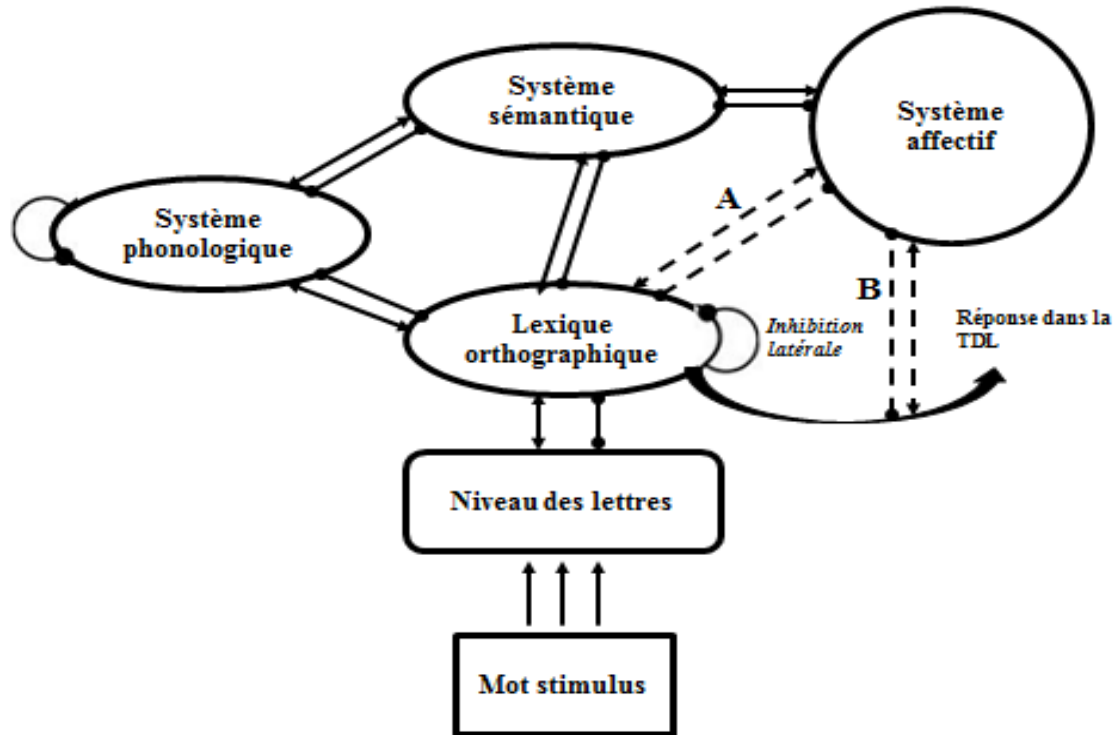 Système
sémantique
Système
affectif
A
Système
phonologique
B
Lexique
orthographique
Inhibition
latérale
Réponse dans la
TDL
Niveau des lettres
Mot stimulus